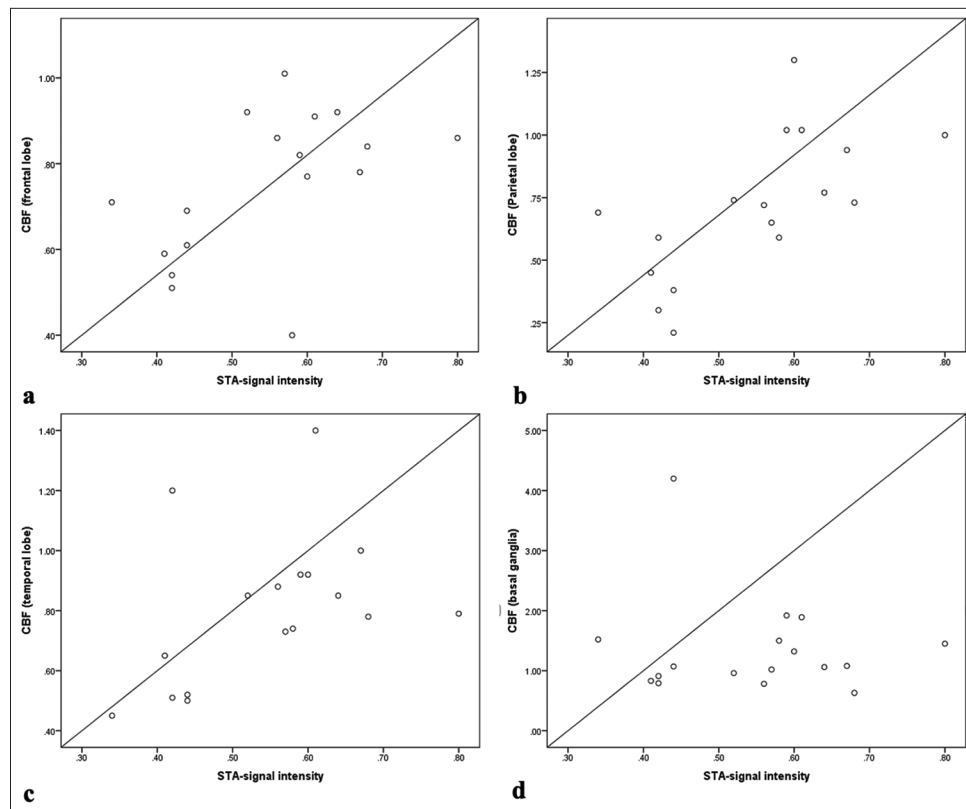 1.00
.80
.60
.40
CBF (frontal lobe)
.30 .40 .50 .60 .70 .80
STA-signal intensity
a
1.25
1.00
.75
.50
.25
CBF (Parietal lobe)
.30 .40 .50 .60 .70 .80
STA-signal intensity
b
1.40
1.20
1.00
.80
.60
.40
CBF (temporal lobe)
.30 .40 .50 .60 .70 .80
STA-signal intensity
c
5.00
4.00
3.00
2.00
1.00
.00
CBF (basal ganglia)
.30 .40 .50 .60 .70 .80
STA-signal intensity
d